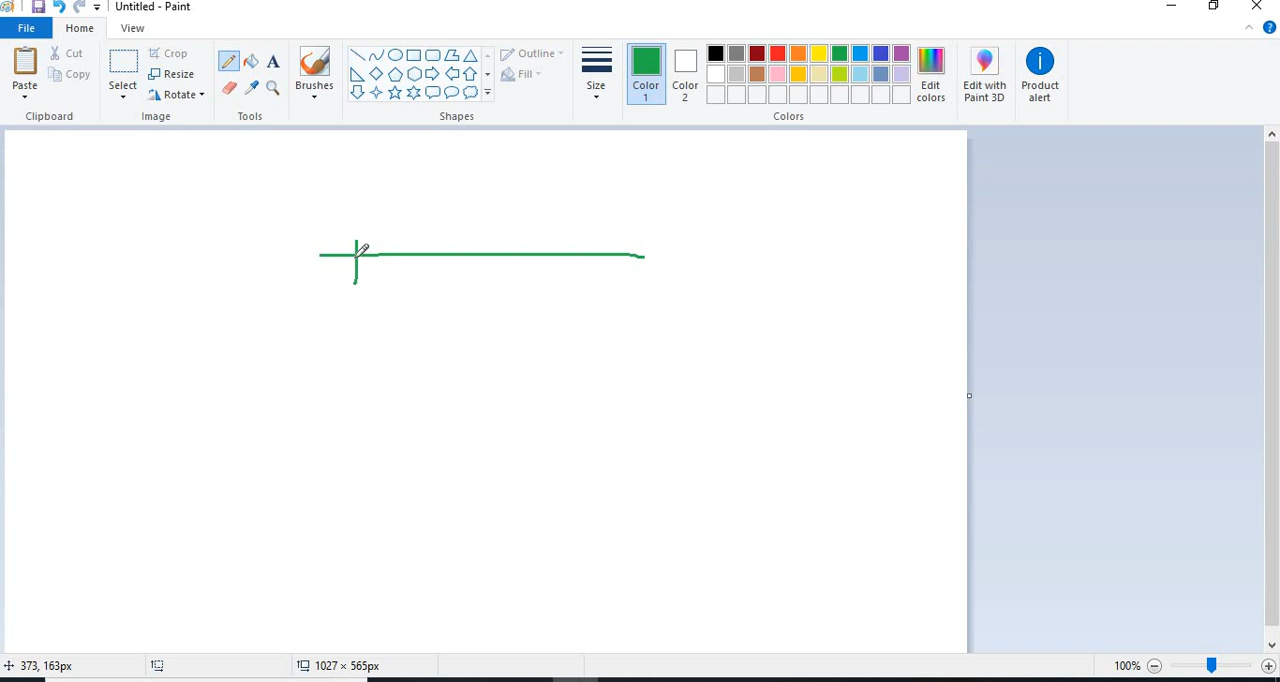 Untitled - Paint
File Home View
Paste
Cut
Copy
Clipboard
Select
Crop
Resize
Rotate
Image
A
Tools
Brushes
Outline
Fill
Shapes
Size
Color 1
Color 2
Edit colors
Colors
Edit with Paint 3D
Product alert
373, 163px
1027 × 565px
100%